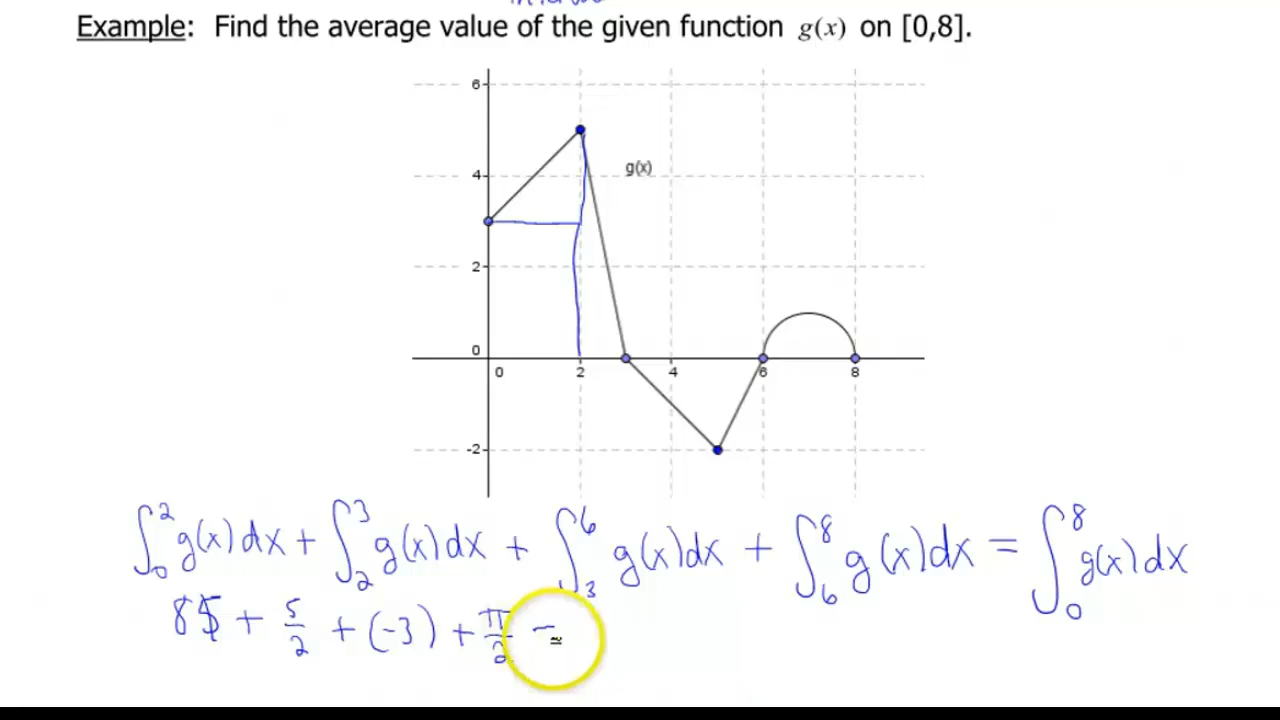 Example: Find the average value of the given function g(x) on [0,8].
6
g(x)
4
2
0
0 2 4 6 8
-2
∫₀² g(x)dx + ∫₂³ g(x)dx + ∫₃⁶ g(x)dx + ∫₆⁸ g(x)dx = ∫₀⁸ g(x)dx
8 + 5/2 + (-3) + π/2 =